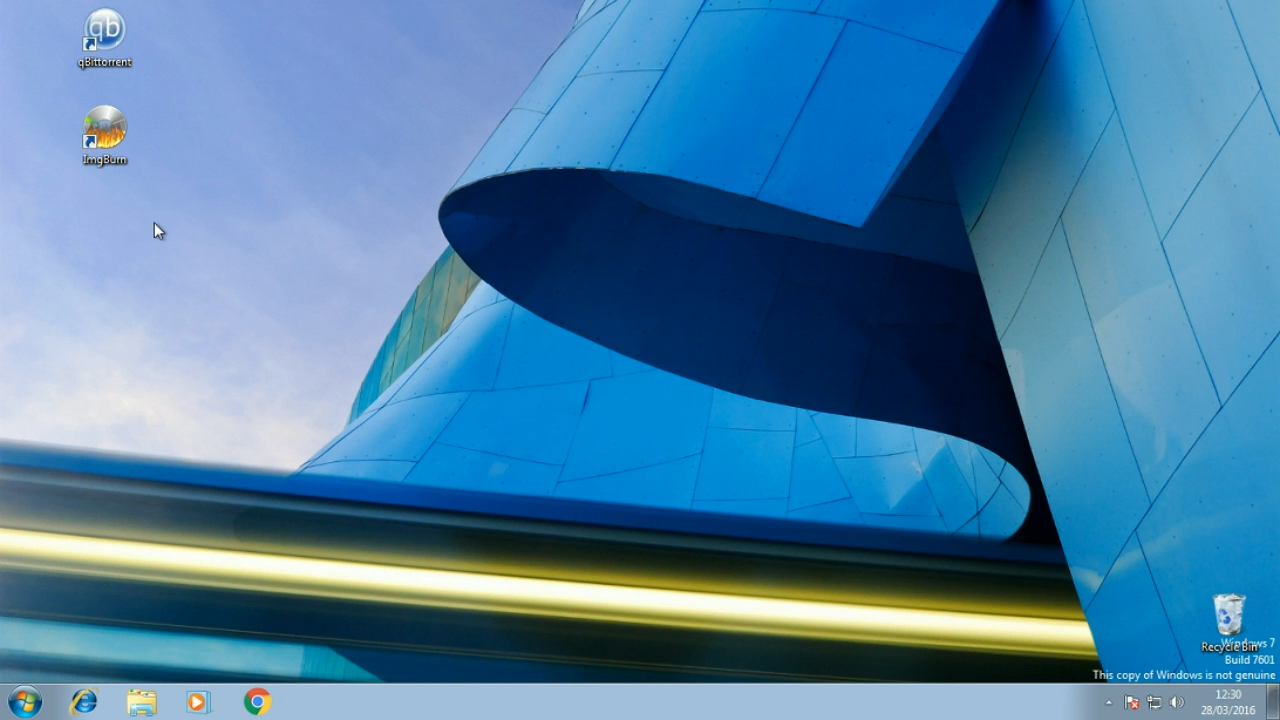 qb
qBittorrent
ImgBurn
Recycle Bin
Windows 7
Build 7601
This copy of Windows is not genuine
12:30
28/03/2016